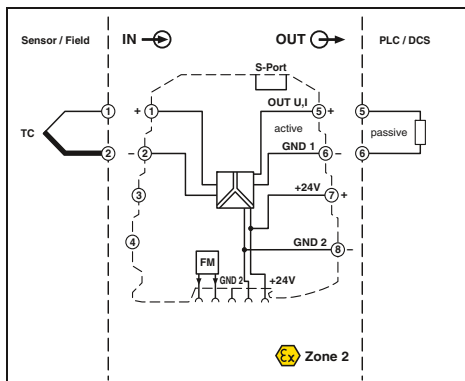 Sensor / Field
IN
OUT
PLC / DCS
S-Port
OUT U,I
1
+ 1
5 +
5
TC
active
passive
GND 1
2
– 2
6 –
6
+24V
3
7 +
GND 2
4
8 –
FM
GND 2
+24V
Ex Zone 2